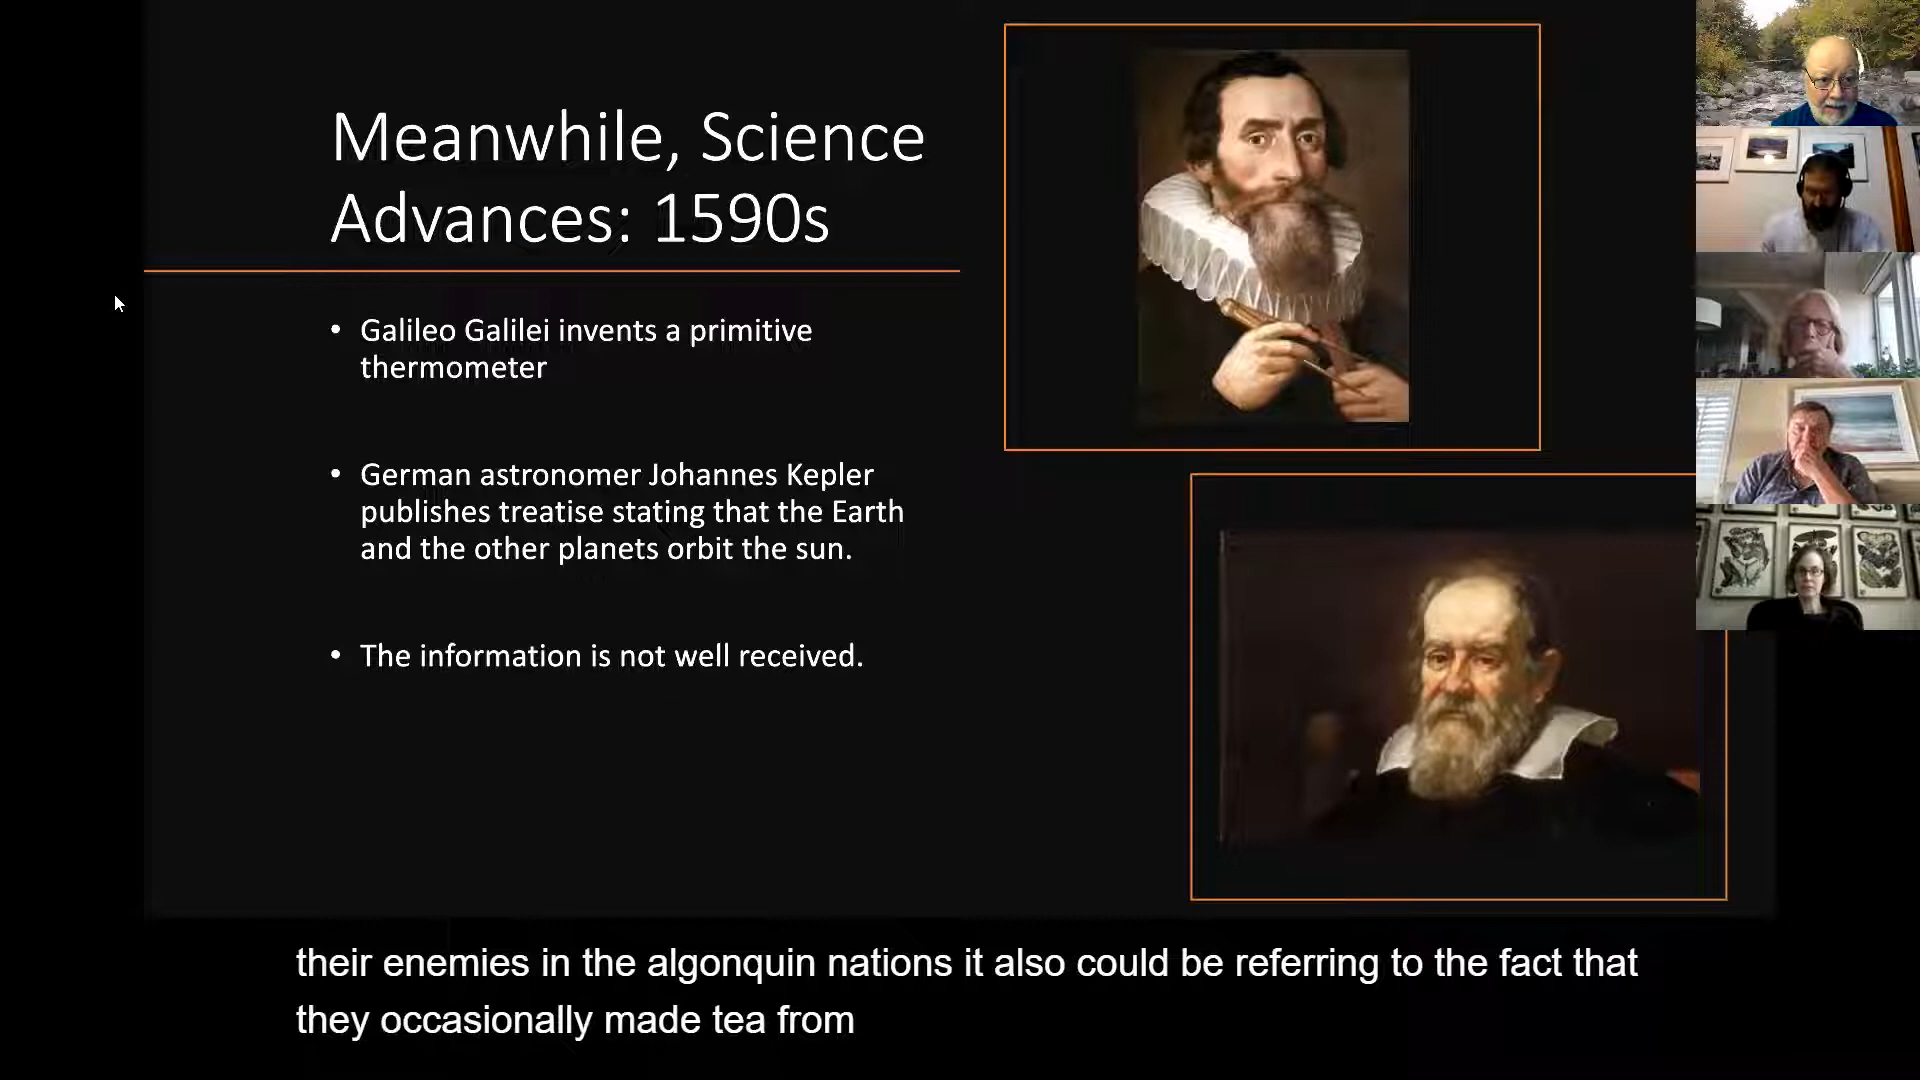 Meanwhile, Science
Advances: 1590s
• Galileo Galilei invents a primitive
thermometer
• German astronomer Johannes Kepler
publishes treatise stating that the Earth
and the other planets orbit the sun.
• The information is not well received.
their enemies in the algonquin nations it also could be referring to the fact that
they occasionally made tea from